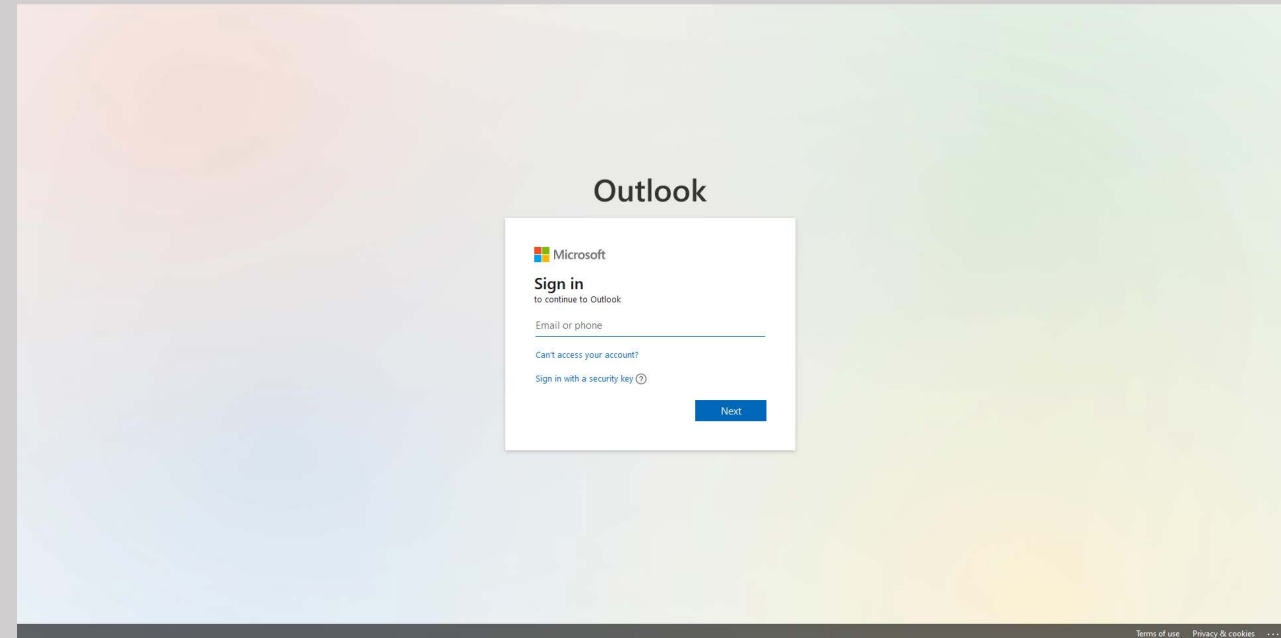 Outlook
Microsoft
Sign in
to continue to Outlook
Email or phone
Can't access your account?
Sign in with a security key
Next
Terms of use Privacy & cookies ...